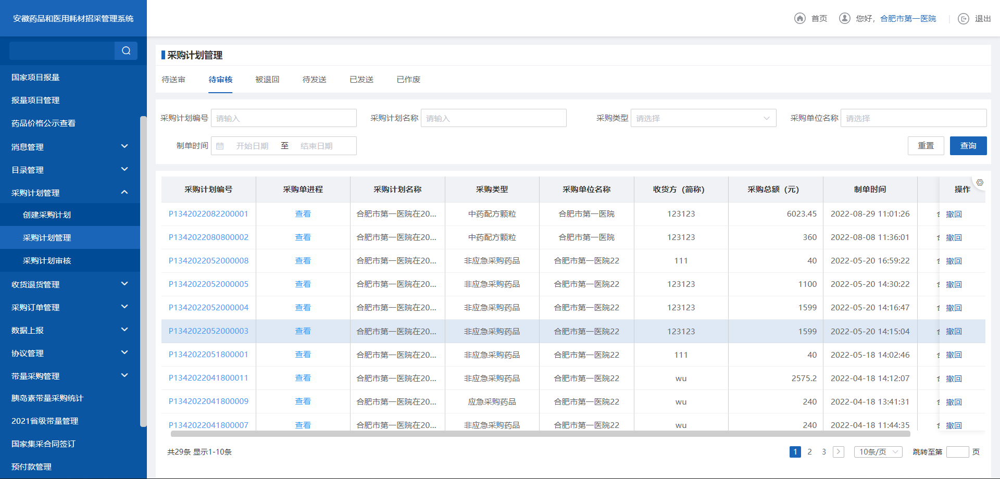 安徽药品和医用耗材招采管理系统
首页 您好，合肥市第一医院 退出
国家项目报量
报量项目管理
药品价格公示查看
消息管理
目录管理
采购计划管理
创建采购计划
采购计划管理
采购计划审核
收货退货管理
采购订单管理
数据上报
协议管理
带量采购管理
胰岛素带量采购统计
2021省级带量管理
国家集采合同签订
预付款管理
采购计划管理
待送审 待审核 被退回 待发送 已发送 已作废
采购计划编号 请输入 采购计划名称 请输入 采购类型 请选择 采购单位名称 请选择
制单时间 开始日期 至 结束日期 重置 查询
采购计划编号 采购单进程 采购计划名称 采购类型 采购单位名称 收货方（简称） 采购总额（元） 制单时间 操作
P1342022082200001 查看 合肥市第一医院在20... 中药配方颗粒 合肥市第一医院 123123 6023.45 2022-08-29 11:01:26 撤回
P1342022080800002 查看 合肥市第一医院在20... 中药配方颗粒 合肥市第一医院 123123 360 2022-08-08 11:36:01 撤回
P1342022052000008 查看 合肥市第一医院在20... 非应急采购药品 合肥市第一医院22 111 40 2022-05-20 16:59:22 撤回
P1342022052000005 查看 合肥市第一医院在20... 非应急采购药品 合肥市第一医院22 123123 1100 2022-05-20 14:30:22 撤回
P1342022052000004 查看 合肥市第一医院在20... 非应急采购药品 合肥市第一医院22 123123 1599 2022-05-20 14:16:47 撤回
P1342022052000003 查看 合肥市第一医院在20... 非应急采购药品 合肥市第一医院22 123123 1599 2022-05-20 14:15:04 撤回
P1342022051800001 查看 合肥市第一医院在20... 非应急采购药品 合肥市第一医院22 111 40 2022-05-18 14:02:46 撤回
P1342022041800011 查看 合肥市第一医院在20... 非应急采购药品 合肥市第一医院22 wu 2575.2 2022-04-18 14:12:07 撤回
P1342022041800009 查看 合肥市第一医院在20... 应急采购药品 合肥市第一医院22 wu 240 2022-04-18 13:41:31 撤回
P1342022041800007 查看 合肥市第一医院在20... 非应急采购药品 合肥市第一医院22 wu 240 2022-04-18 11:44:35 撤回
共29条 显示1-10条 1 2 3 10条/页 跳转至第 页